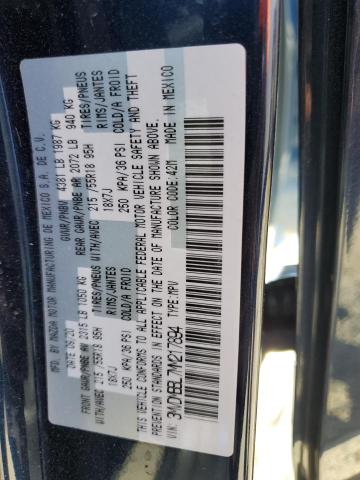 MFD BY MAZDA MOTOR MANUFACTURING DE MEXICO S.A. DE C.V.
DATE 09/20 GVWR/PNBV 4381 LB 1987 KG
FRONT GAWR/PNBE AV 2315 LB 1050 KG REAR GAWR/PNBE AR 2072 LB 940 KG
WITH/AVEC 215 /55R18 95H TIRES/PNEUS WITH/AVEC 215 /55R18 95H TIRES/PNEUS
18X7J RIMS/JANTES 18X7J RIMS/JANTES
250 KPA/36 PSI COLD/A FROID 250 KPA/36 PSI COLD/A FROID
THIS VEHICLE CONFORMS TO ALL APPLICABLE FEDERAL MOTOR VEHICLE SAFETY AND THEFT
PREVENTION STANDARDS IN EFFECT ON THE DATE OF MANUFACTURE SHOWN ABOVE.
VIN: TYPE:MPV COLOR CODE:42M MADE IN MEXICO